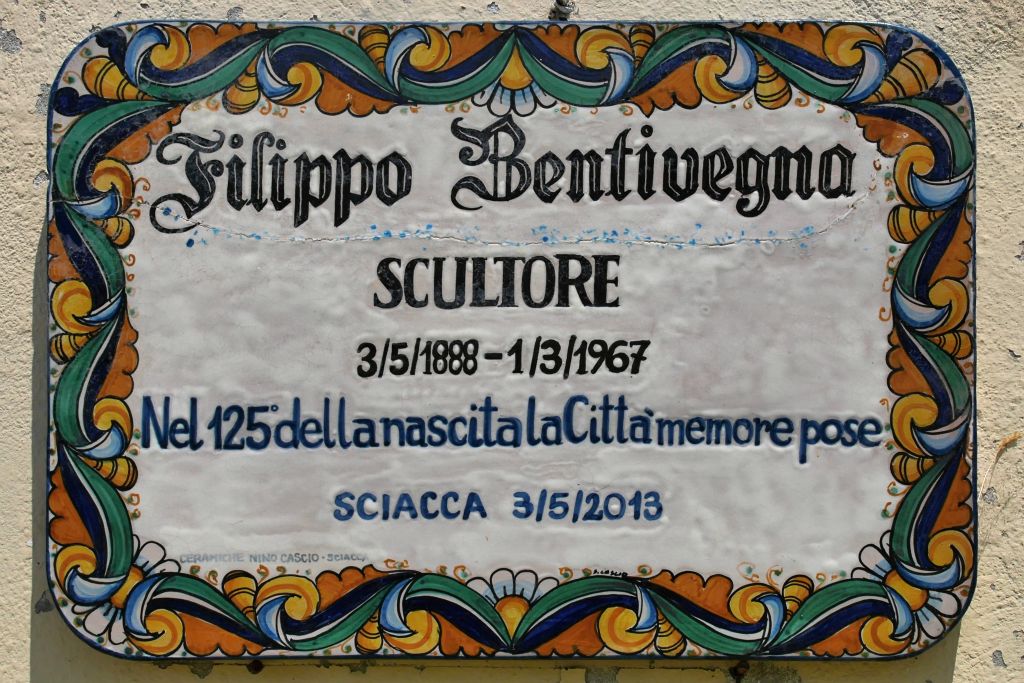 Filippo Bentivegna
SCULTORE
3/5/1888 - 1/3/1967
Nel 125° della nascita la Città memore pose
SCIACCA 3/5/2013
CERAMICHE NINO CASCIO - SCIACCA